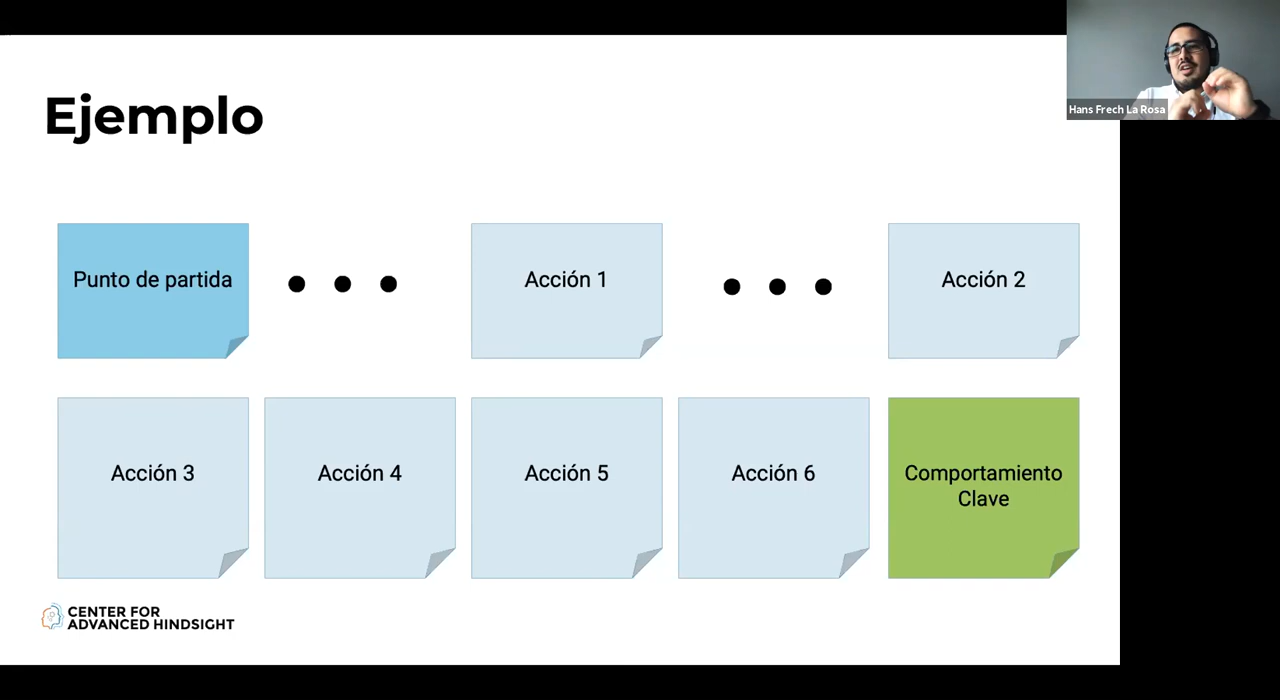 Hans Frech La Rosa
Ejemplo
Punto de partida
Acción 1
Acción 2
Acción 3
Acción 4
Acción 5
Acción 6
Comportamiento
Clave
CENTER FOR
ADVANCED HINDSIGHT